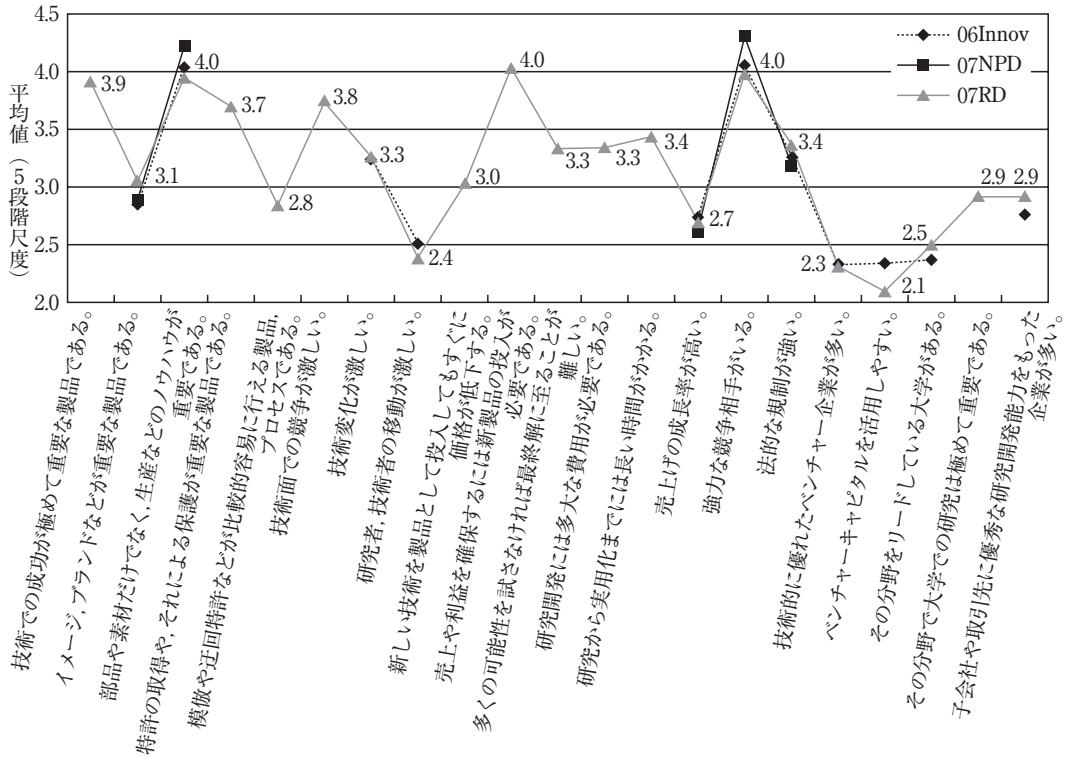 4.5
4.0
3.5
3.0
2.5
2.0
平均値（5段階尺度）
06Innov
07NPD
07RD
3.9
3.1
4.0
3.7
2.8
3.8
3.3
2.4
3.0
4.0
3.3
3.3
3.4
2.7
4.0
3.4
2.3
2.1
2.5
2.9
2.9
技術での成功が極めて重要な製品である。
イメージ，ブランドなどが重要な製品である。
部品や素材だけでなく，生産などのノウハウが
重要である。
特許の取得や，それによる保護が重要な製品である。
模倣や迂回特許などが比較的容易に行える製品，
プロセスである。
技術面での競争が激しい。
技術変化が激しい。
研究者，技術者の移動が激しい。
新しい技術を製品として投入してもすぐに
価格が低下する。
売上や利益を確保するには新製品の投入が
必要である。
多くの可能性を試さなければ最終解に至ることが
難しい。
研究開発には多大な費用が必要である。
研究から実用化までには長い時間がかかる。
売上げの成長率が高い。
強力な競争相手がいる。
法的な規制が強い。
技術的に優れたベンチャー企業が多い。
ベンチャーキャピタルを活用しやすい。
その分野をリードしている大学がある。
その分野で大学での研究は極めて重要である。
子会社や取引先に優秀な研究開発能力をもった
企業が多い。